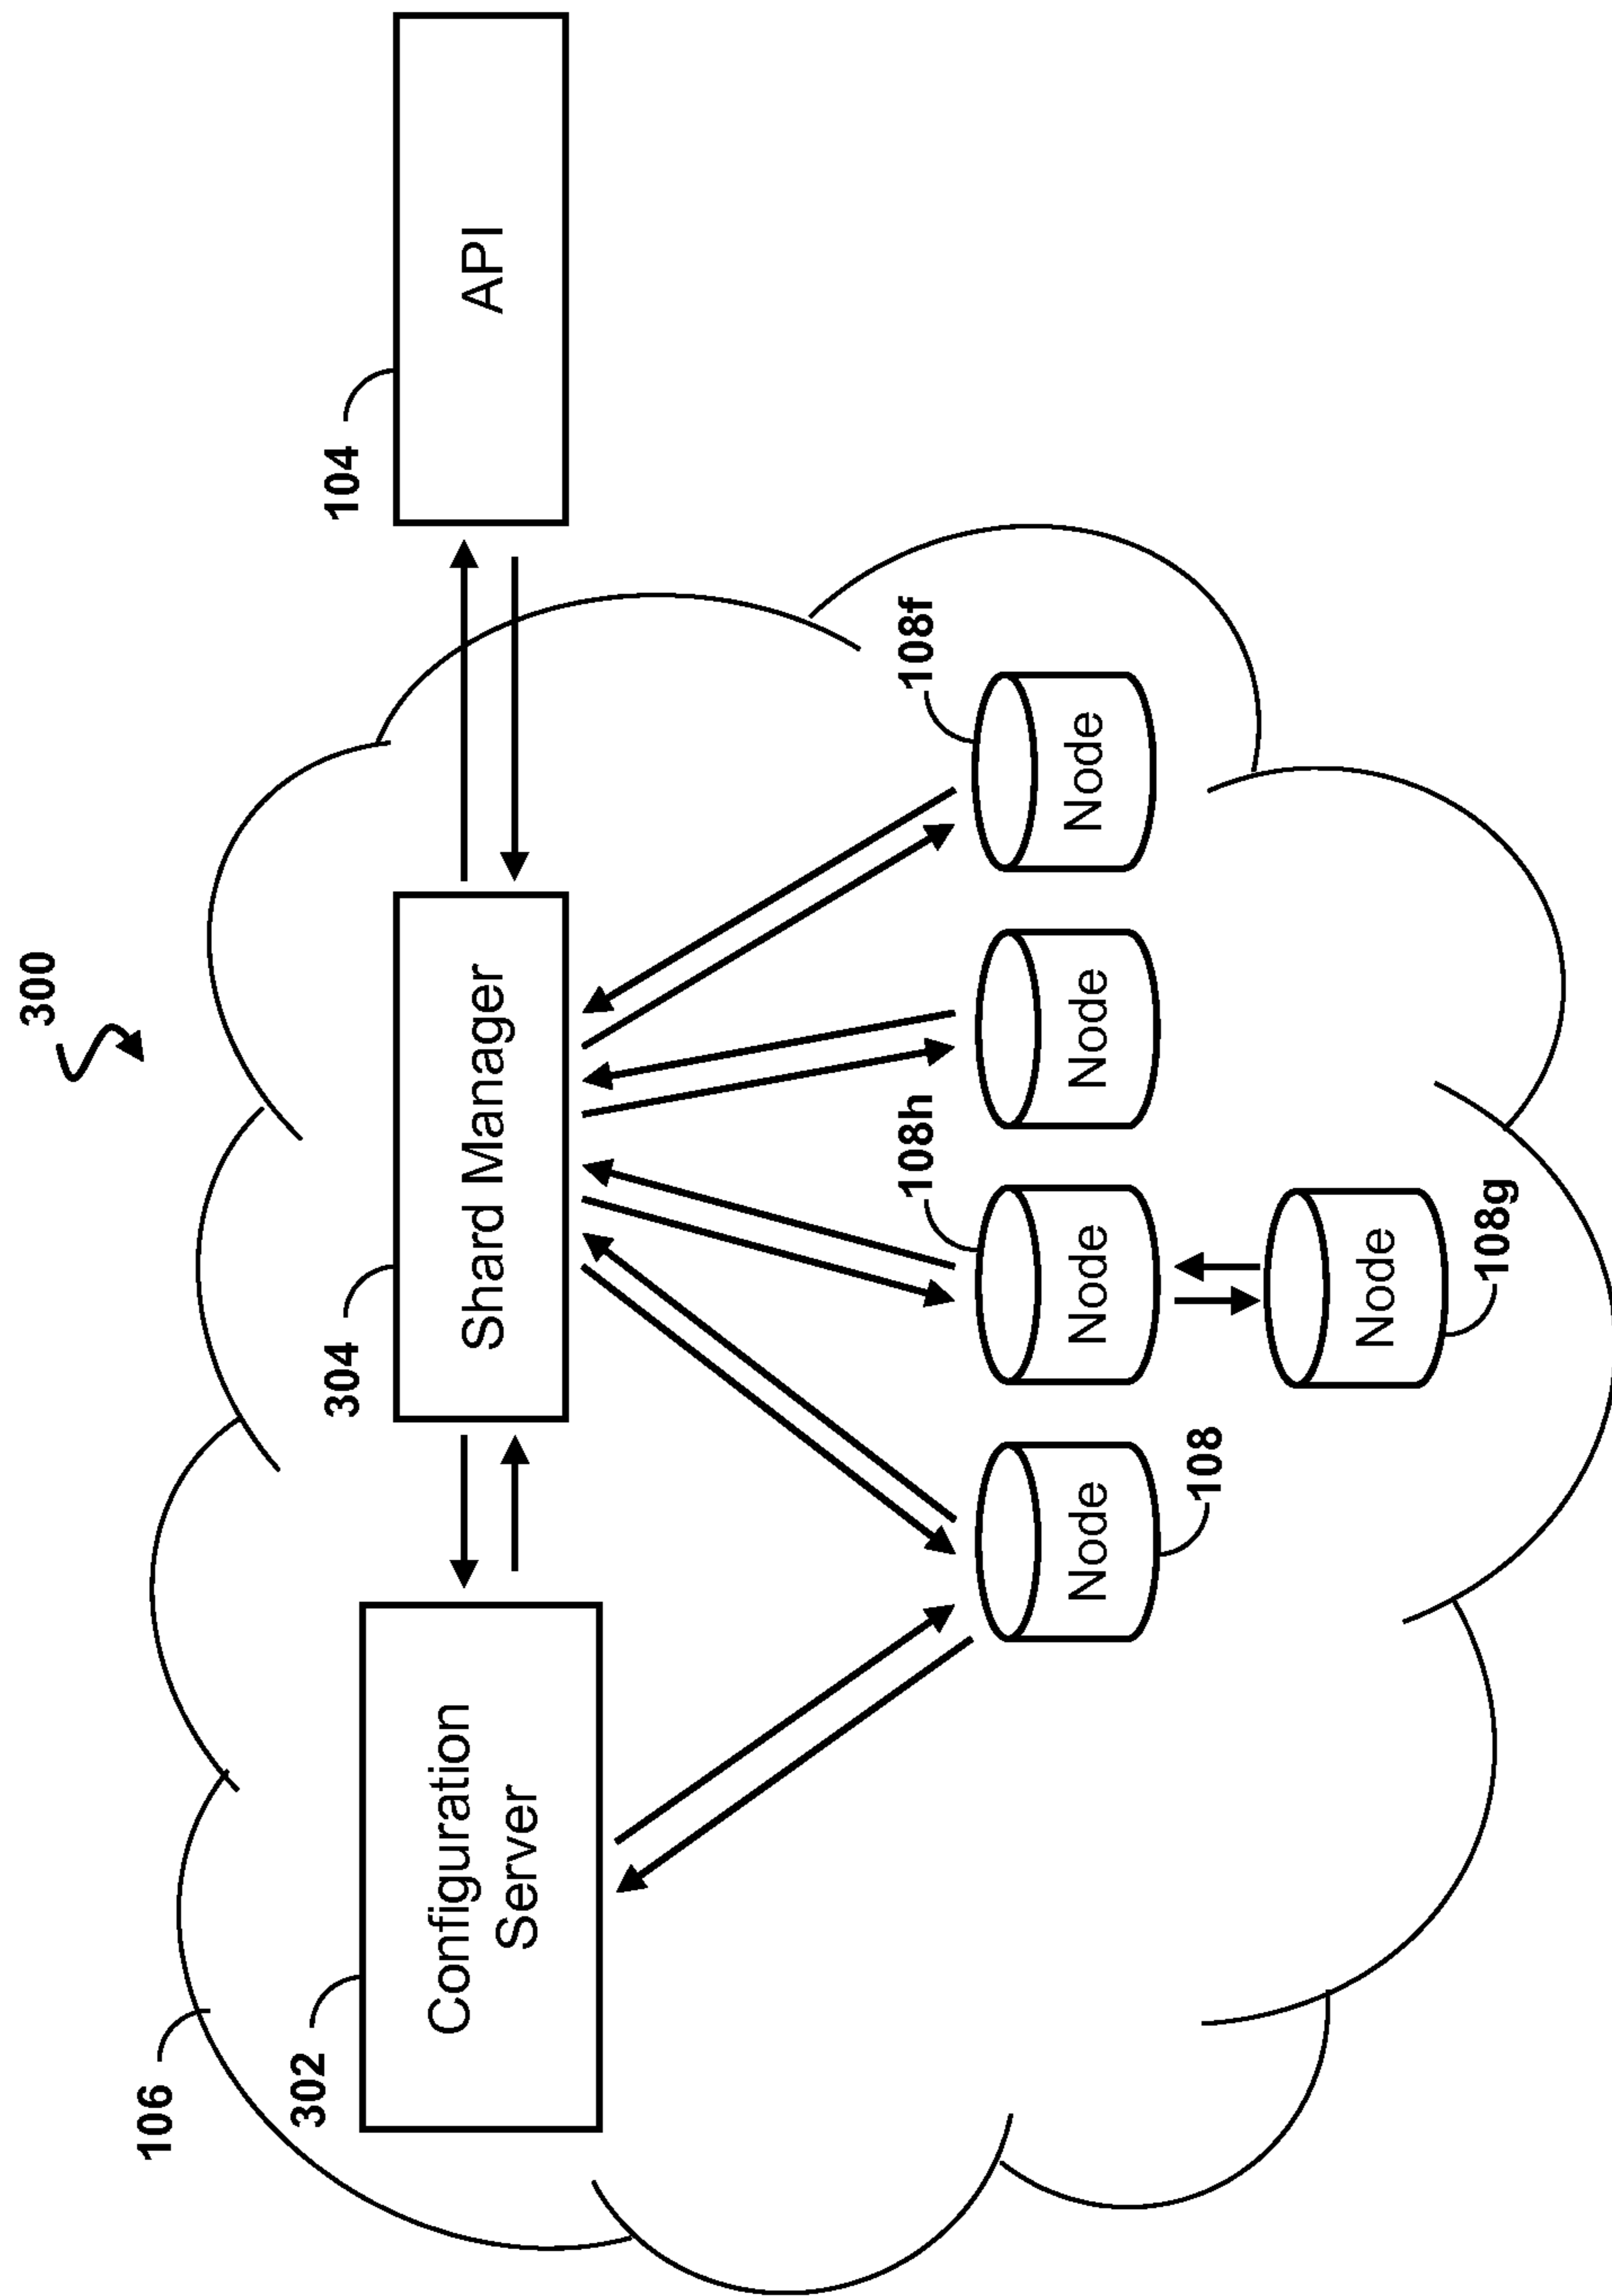 300
106
302
Configuration
Server
304
Shard Manager
104
API
108
Node
108h
Node
Node
108f
Node
108g
Node